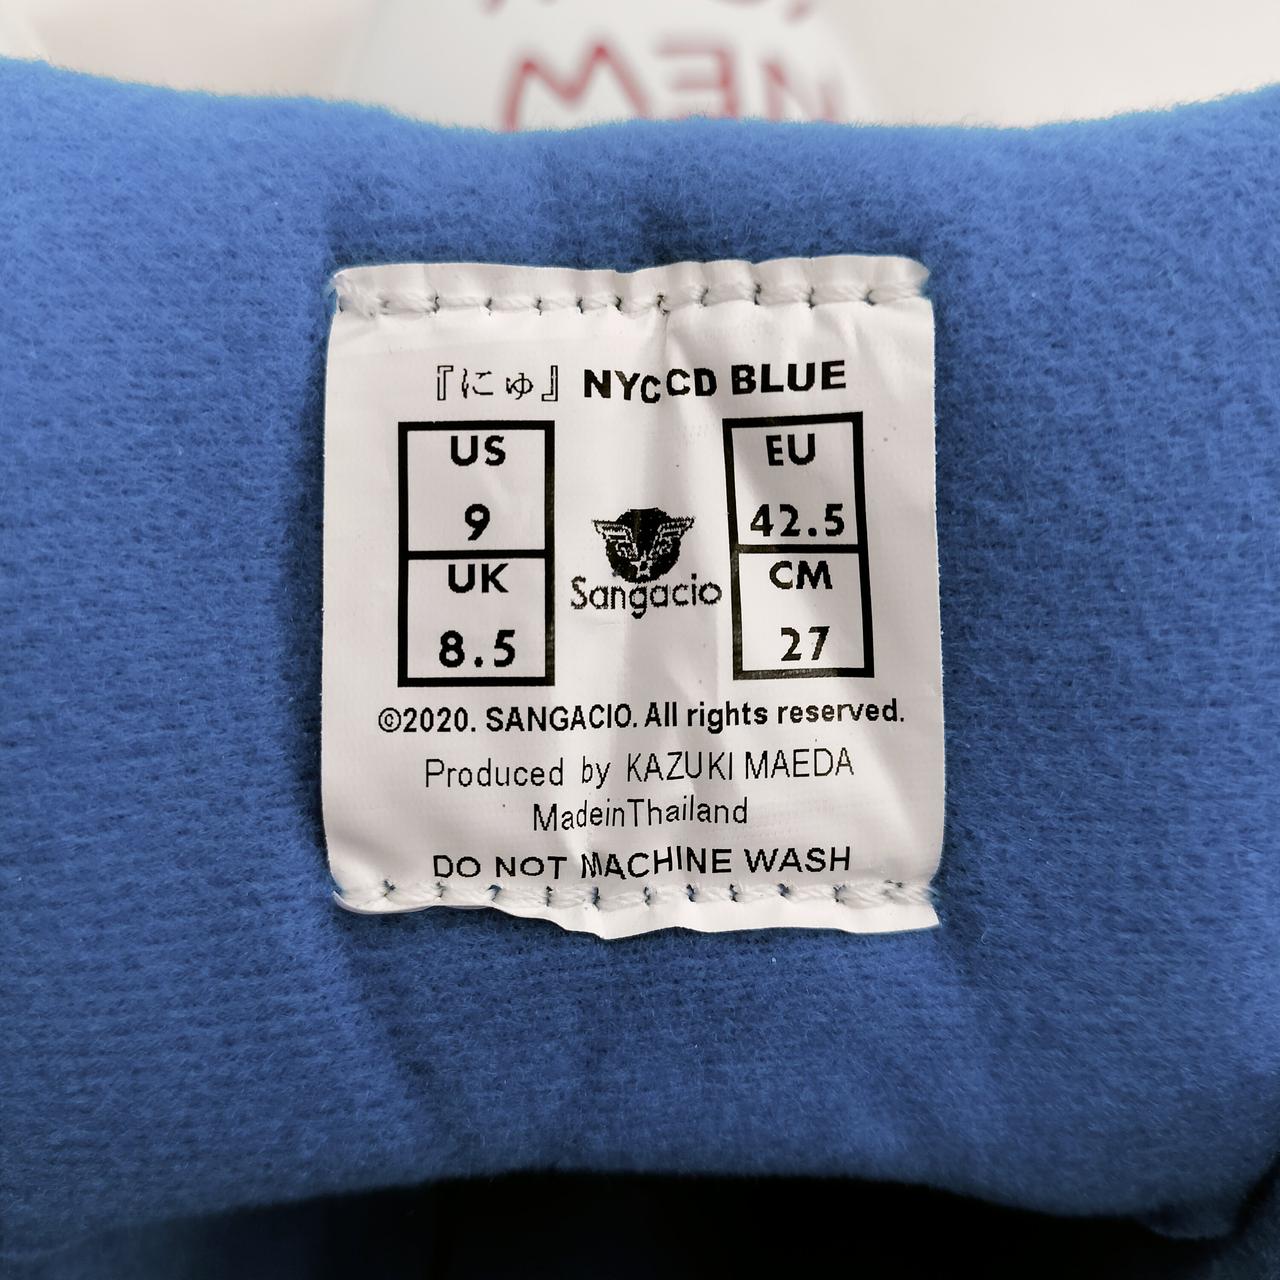 NEW
『にゅ』 NYCCD BLUE
US
9
UK
8.5
EU
42.5
CM
27
Sangacio
©2020. SANGACIO. All rights reserved.
Produced by KAZUKI MAEDA
MadeinThailand
DO NOT MACHINE WASH